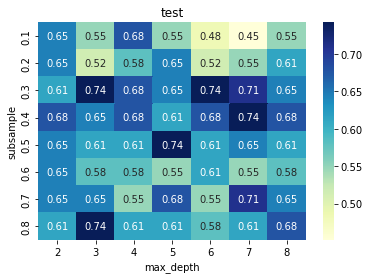 test
0.1 0.65 0.55 0.68 0.55 0.48 0.45 0.55
0.2 0.65 0.52 0.58 0.65 0.52 0.55 0.61
0.3 0.61 0.74 0.68 0.65 0.74 0.71 0.65
0.4 0.68 0.65 0.68 0.61 0.68 0.74 0.68
0.5 0.65 0.61 0.61 0.74 0.61 0.65 0.61
0.6 0.65 0.58 0.58 0.65 0.61 0.55 0.58
0.7 0.65 0.65 0.55 0.68 0.55 0.71 0.65
0.8 0.61 0.74 0.61 0.61 0.58 0.61 0.68
2 3 4 5 6 7 8
max_depth
subsample
0.70
0.65
0.60
0.55
0.50